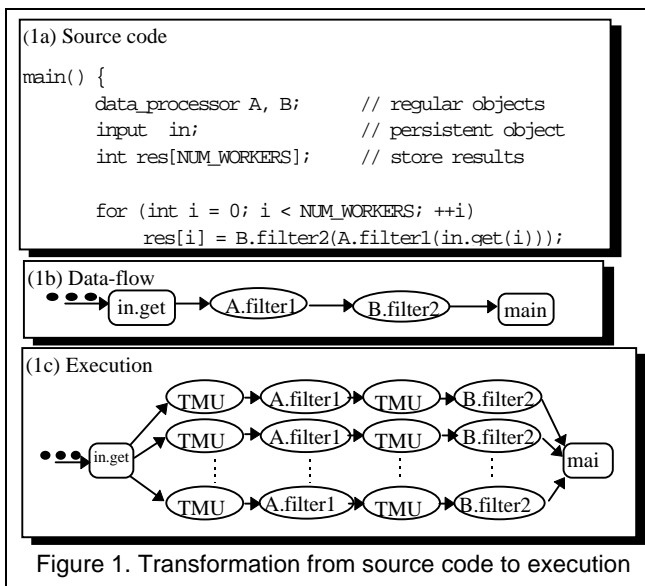 (1a) Source code
main() {
data_processor A, B; // regular objects
input in; // persistent object
int res[NUM_WORKERS]; // store results
for (int i = 0; i < NUM_WORKERS; ++i)
res[i] = B.filter2(A.filter1(in.get(i)));
(1b) Data-flow
in.get A.filter1 B.filter2 main
(1c) Execution
TMU A.filter1 TMU B.filter2
TMU A.filter1 TMU B.filter2
in.get mai
TMU A.filter1 TMU B.filter2
Figure 1. Transformation from source code to execution